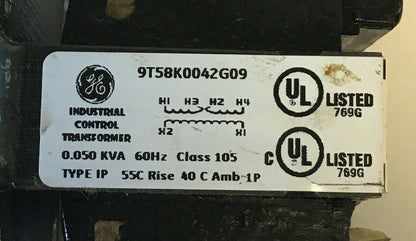 9T58K0042G09
GE
INDUSTRIAL
CONTROL
TRANSFORMER
H1 H3 H2 H4
X2 X1
0.050 KVA 60Hz Class 105
TYPE IP 55C Rise 40 C Amb 1P
UL LISTED
769G
C UL LISTED
769G